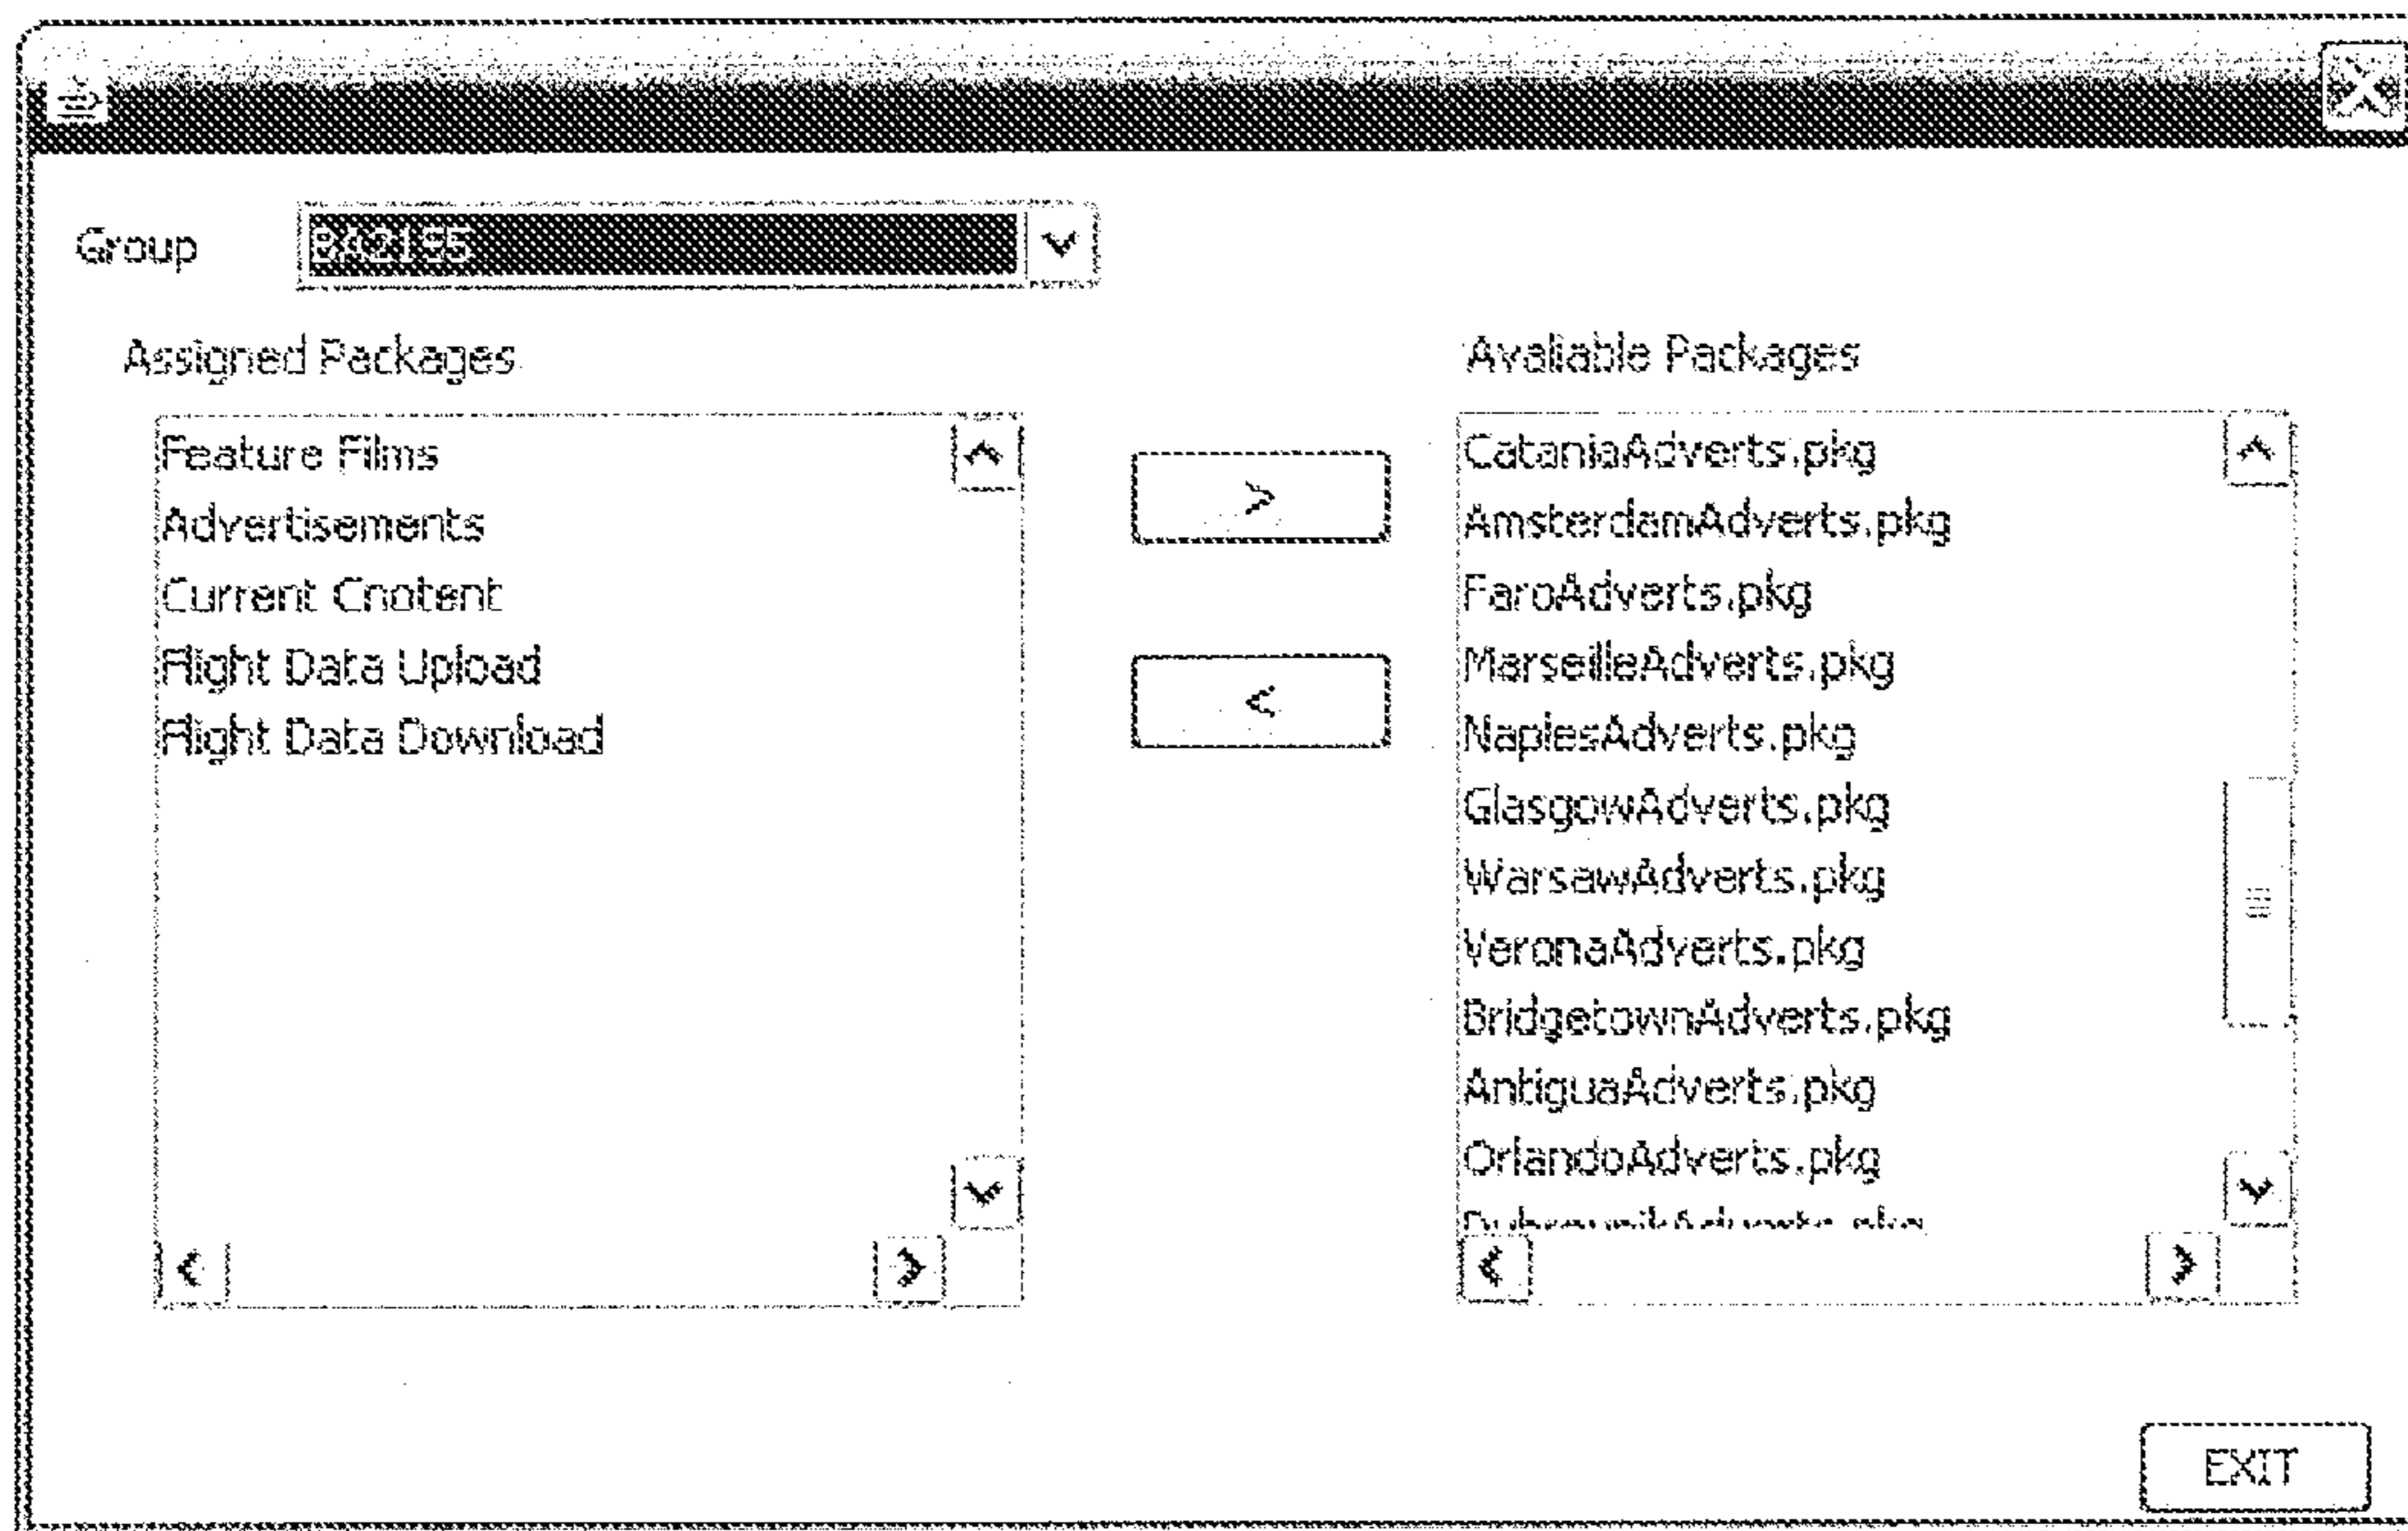 Group BA2155
Assigned Packages
Feature Films
Advertisements
Current Cnotent
Flight Data Upload
Flight Data Download
>
<
Avaliable Packages
CataniaAdverts.pkg
AmsterdamAdverts.pkg
FaroAdverts.pkg
MarseilleAdverts.pkg
NaplesAdverts.pkg
GlasgowAdverts.pkg
WarsawAdverts.pkg
VeronaAdverts.pkg
BridgetownAdverts.pkg
AntiguaAdverts.pkg
OrlandoAdverts.pkg
EXIT